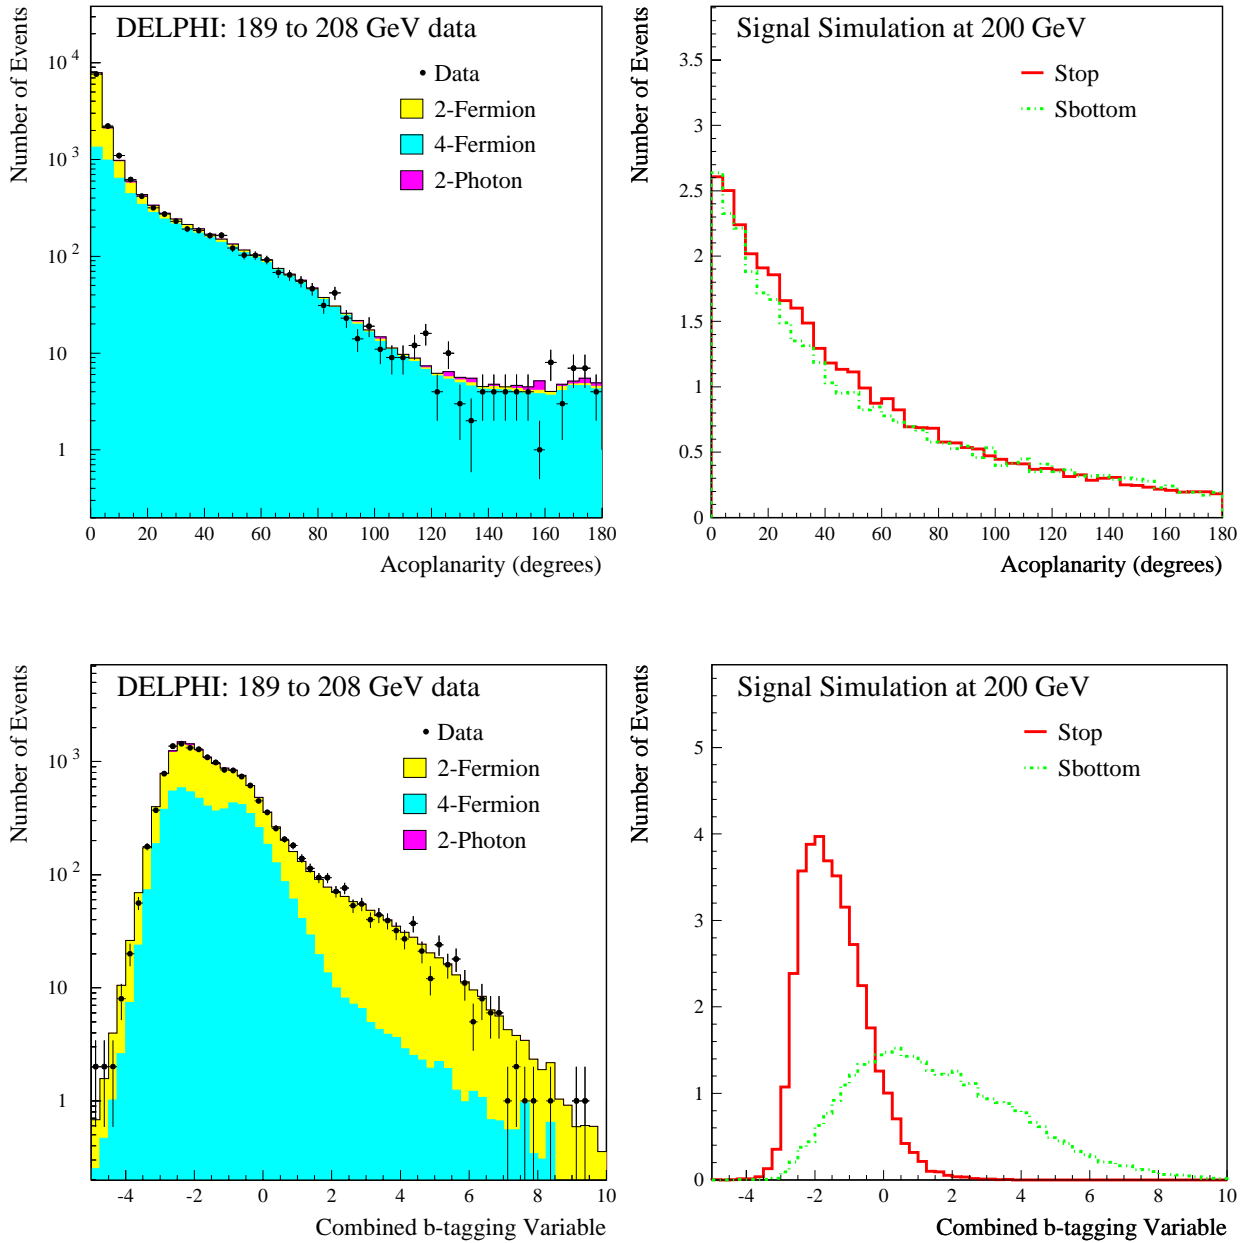 DELPHI: 189 to 208 GeV data
Number of Events
Data
2-Fermion
4-Fermion
2-Photon
10^4
10^3
10^2
10
1
0 20 40 60 80 100 120 140 160 180
Acoplanarity (degrees)
Signal Simulation at 200 GeV
Number of Events
Stop
Sbottom
3.5
3
2.5
2
1.5
1
0.5
0
0 20 40 60 80 100 120 140 160 180
Acoplanarity (degrees)
DELPHI: 189 to 208 GeV data
Number of Events
Data
2-Fermion
4-Fermion
2-Photon
10^3
10^2
10
1
-4 -2 0 2 4 6 8 10
Combined b-tagging Variable
Signal Simulation at 200 GeV
Number of Events
Stop
Sbottom
5
4
3
2
1
0
-4 -2 0 2 4 6 8 10
Combined b-tagging Variable